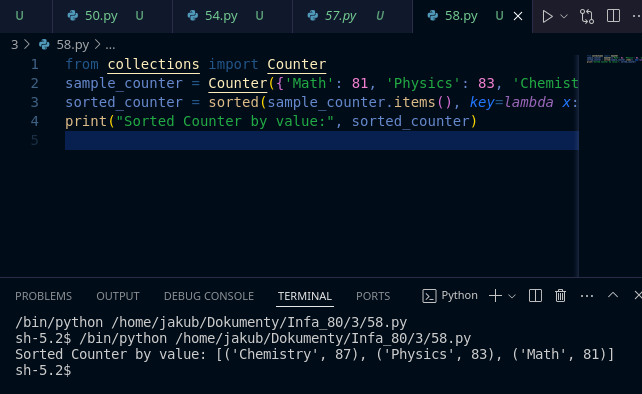 U 50.py U 54.py U 57.py U 58.py U
3 > 58.py > ...
1 from collections import Counter
2 sample_counter = Counter({'Math': 81, 'Physics': 83, 'Chemist
3 sorted_counter = sorted(sample_counter.items(), key=lambda x:
4 print("Sorted Counter by value:", sorted_counter)
5
PROBLEMS OUTPUT DEBUG CONSOLE TERMINAL PORTS Python
/bin/python /home/jakub/Dokumenty/Infa_80/3/58.py
sh-5.2$ /bin/python /home/jakub/Dokumenty/Infa_80/3/58.py
Sorted Counter by value: [('Chemistry', 87), ('Physics', 83), ('Math', 81)]
sh-5.2$